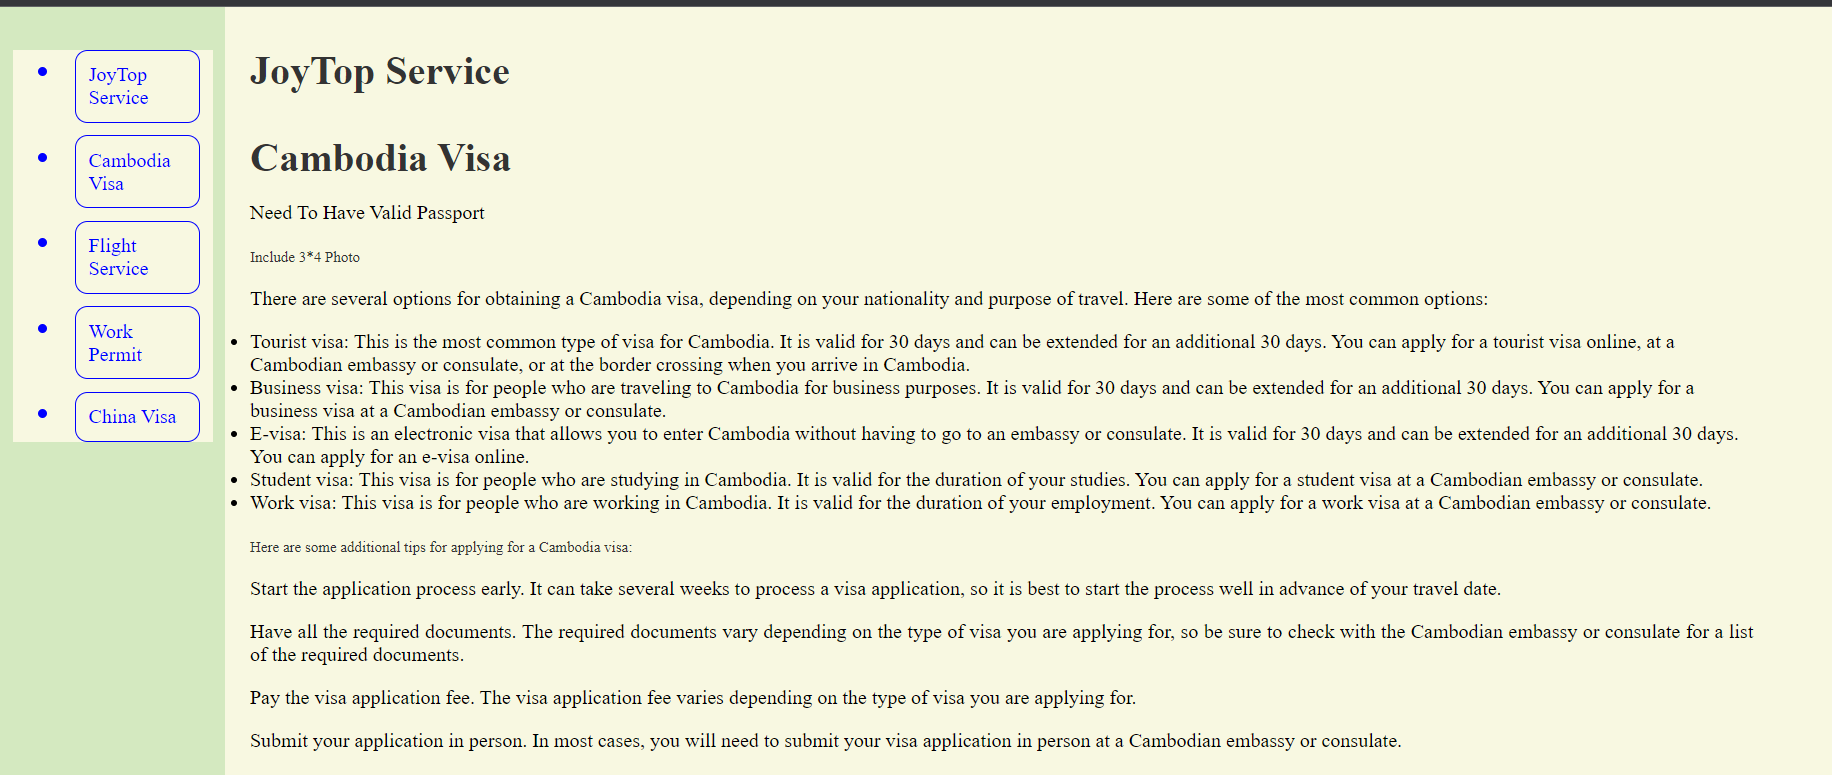 JoyTop
Service
Cambodia
Visa
Flight
Service
Work
Permit
China Visa
JoyTop Service
Cambodia Visa
Need To Have Valid Passport
Include 3*4 Photo
There are several options for obtaining a Cambodia visa, depending on your nationality and purpose of travel. Here are some of the most common options:
Tourist visa: This is the most common type of visa for Cambodia. It is valid for 30 days and can be extended for an additional 30 days. You can apply for a tourist visa online, at a
Cambodian embassy or consulate, or at the border crossing when you arrive in Cambodia.
Business visa: This visa is for people who are traveling to Cambodia for business purposes. It is valid for 30 days and can be extended for an additional 30 days. You can apply for a
business visa at a Cambodian embassy or consulate.
E-visa: This is an electronic visa that allows you to enter Cambodia without having to go to an embassy or consulate. It is valid for 30 days and can be extended for an additional 30 days.
You can apply for an e-visa online.
Student visa: This visa is for people who are studying in Cambodia. It is valid for the duration of your studies. You can apply for a student visa at a Cambodian embassy or consulate.
Work visa: This visa is for people who are working in Cambodia. It is valid for the duration of your employment. You can apply for a work visa at a Cambodian embassy or consulate.
Here are some additional tips for applying for a Cambodia visa:
Start the application process early. It can take several weeks to process a visa application, so it is best to start the process well in advance of your travel date.
Have all the required documents. The required documents vary depending on the type of visa you are applying for, so be sure to check with the Cambodian embassy or consulate for a list
of the required documents.
Pay the visa application fee. The visa application fee varies depending on the type of visa you are applying for.
Submit your application in person. In most cases, you will need to submit your visa application in person at a Cambodian embassy or consulate.